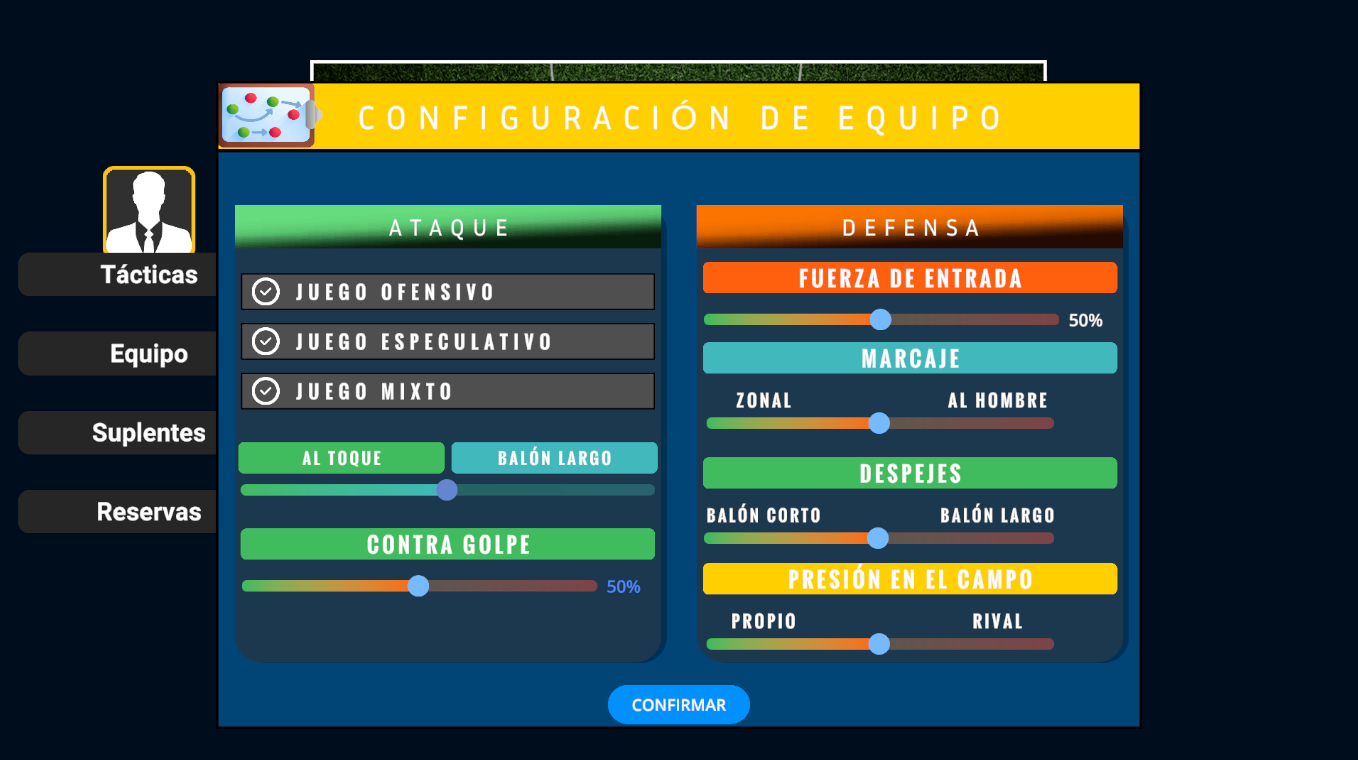 CONFIGURACIÓN DE EQUIPO
Tácticas
Equipo
Suplentes
Reservas
ATAQUE
JUEGO OFENSIVO
JUEGO ESPECULATIVO
JUEGO MIXTO
AL TOQUE BALÓN LARGO
CONTRA GOLPE
50%
DEFENSA
FUERZA DE ENTRADA
50%
MARCAJE
ZONAL AL HOMBRE
DESPEJES
BALÓN CORTO BALÓN LARGO
PRESIÓN EN EL CAMPO
PROPIO RIVAL
CONFIRMAR